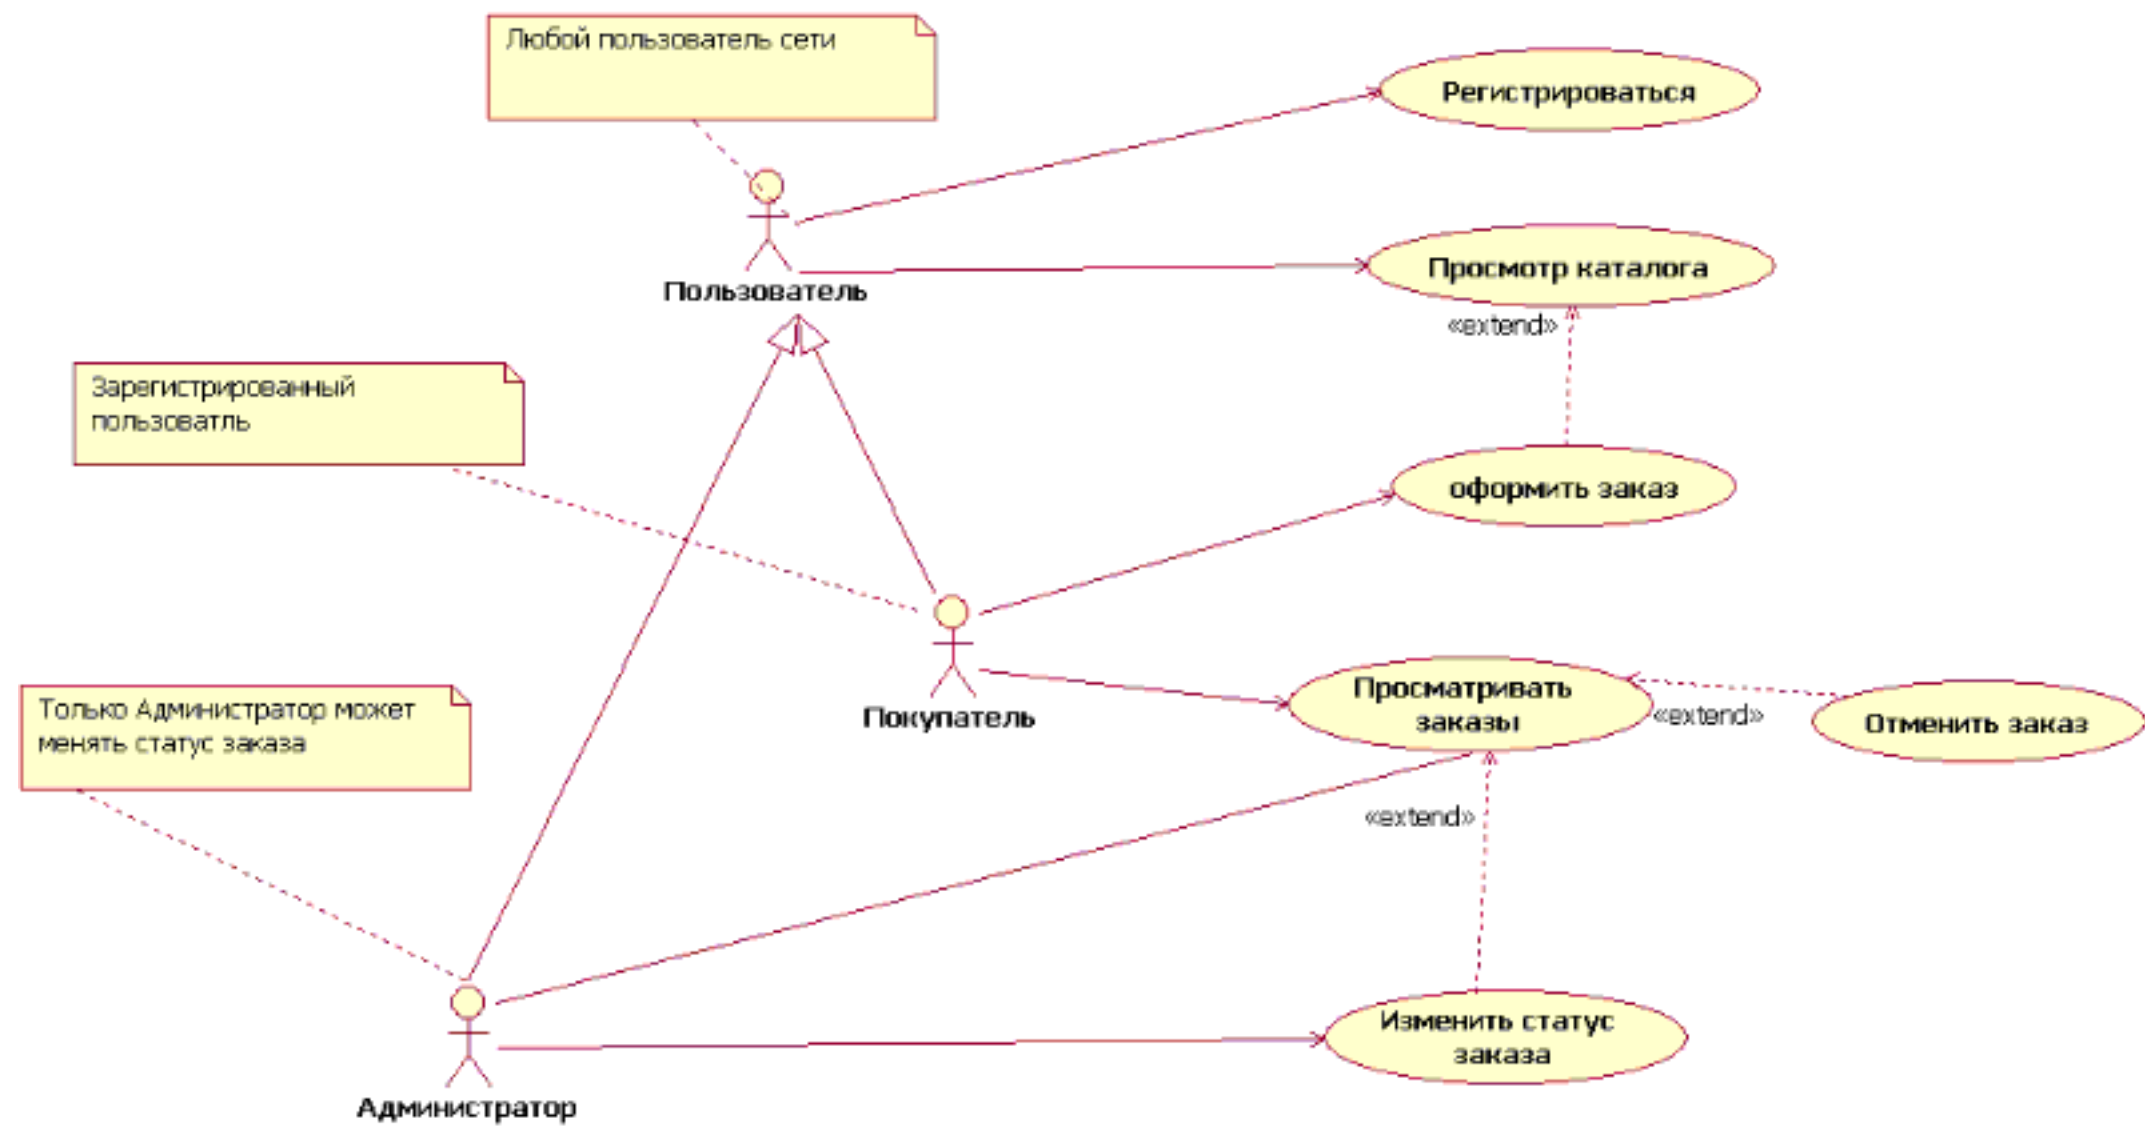 Любой пользователь сети
Регистрироваться
Просмотр каталога
Пользователь
«extend»
Зарегистрированный
пользоватль
оформить заказ
Просматривать
заказы
Только Администратор может
менять статус заказа
Покупатель
«extend»
Отменить заказ
«extend»
Изменить статус
заказа
Администратор